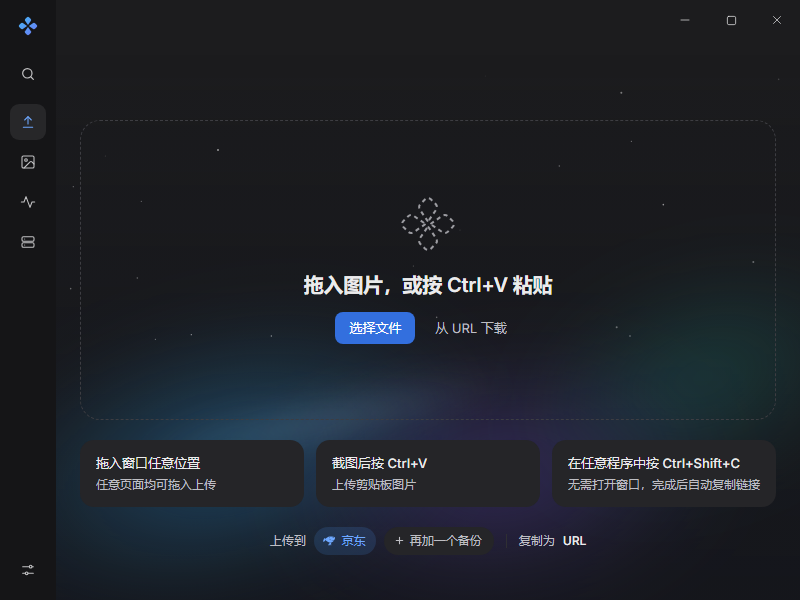 拖入图片，或按 Ctrl+V 粘贴
选择文件
从 URL 下载
拖入窗口任意位置
任意页面均可拖入上传
截图后按 Ctrl+V
上传剪贴板图片
在任意程序中按 Ctrl+Shift+C
无需打开窗口，完成后自动复制链接
上传到 京东 + 再加一个备份 复制为 URL